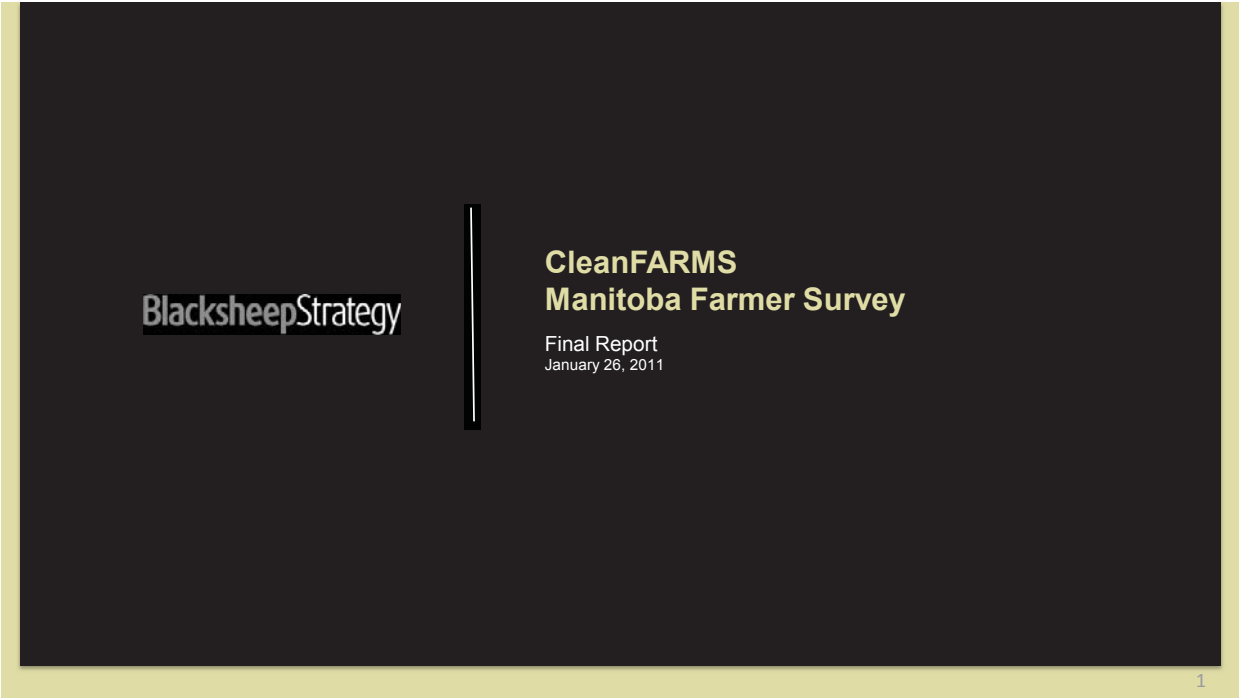 BlacksheepStrategy
CleanFARMS
Manitoba Farmer Survey
Final Report
January 26, 2011
1